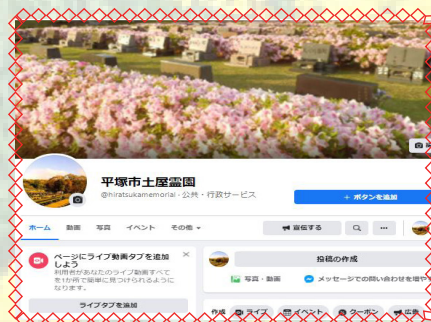 平塚市土屋霊園
@hiratsukamemorial・公共・行政サービス
+ ボタンを追加
ホーム 動画 写真 イベント その他
宣伝する
ページにライブ動画タブを追加
しよう
利用者があなたのライブ動画すべて
を1か所で簡単に見つけられるように
なります。
ライブタブを追加
投稿の作成
写真・動画 メッセージでの問い合わせを増やす
作成 ライブ イベント クーポン 広告